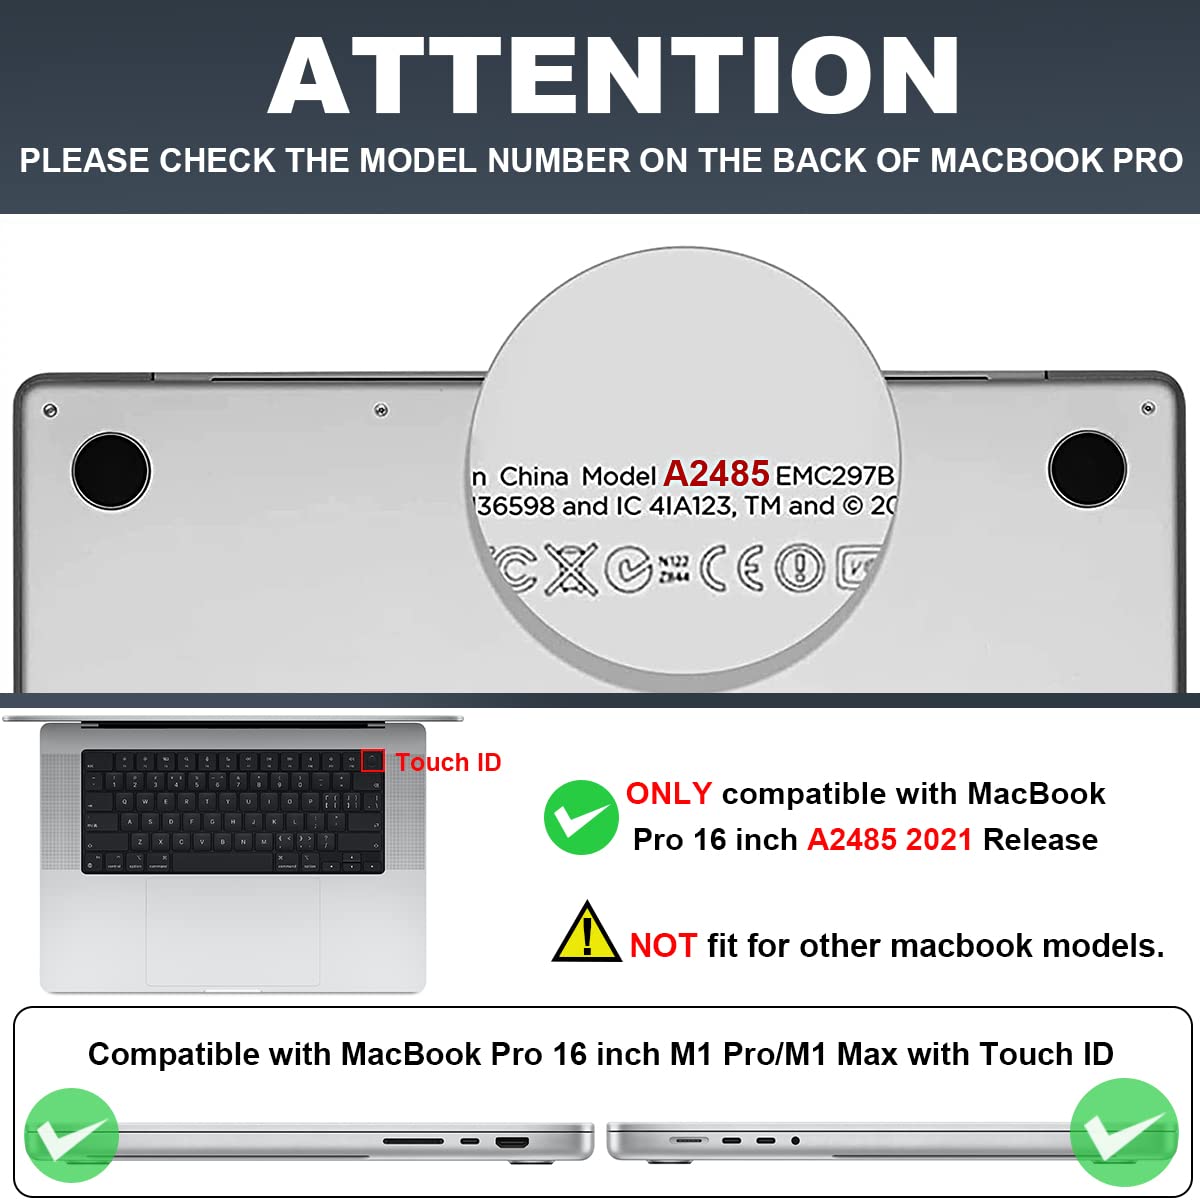 ATTENTION
PLEASE CHECK THE MODEL NUMBER ON THE BACK OF MACBOOK PRO
n China Model A2485 EMC297B
36598 and IC 4IA123, TM and © 20
N122
Z844
Touch ID
ONLY compatible with MacBook
Pro 16 inch A2485 2021 Release
NOT fit for other macbook models.
Compatible with MacBook Pro 16 inch M1 Pro/M1 Max with Touch ID